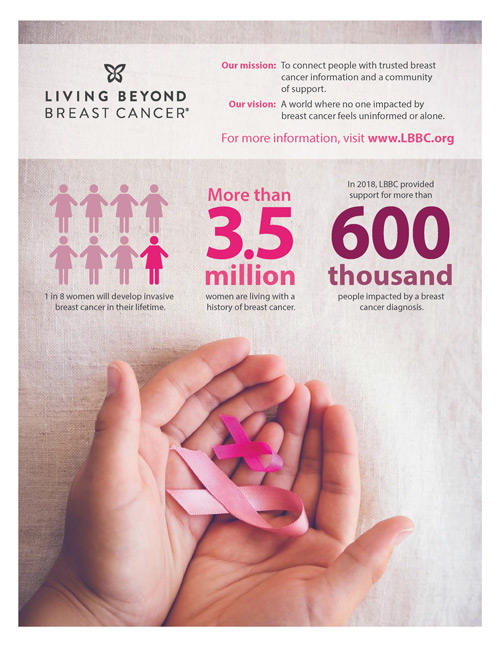 LIVING BEYOND
BREAST CANCER®
Our mission: To connect people with trusted breast
cancer information and a community
of support.
Our vision: A world where no one impacted by
breast cancer feels uninformed or alone.
For more information, visit www.LBBC.org
1 in 8 women will develop invasive
breast cancer in their lifetime.
More than
3.5
million
women are living with a
history of breast cancer.
In 2018, LBBC provided
support for more than
600
thousand
people impacted by a breast
cancer diagnosis.